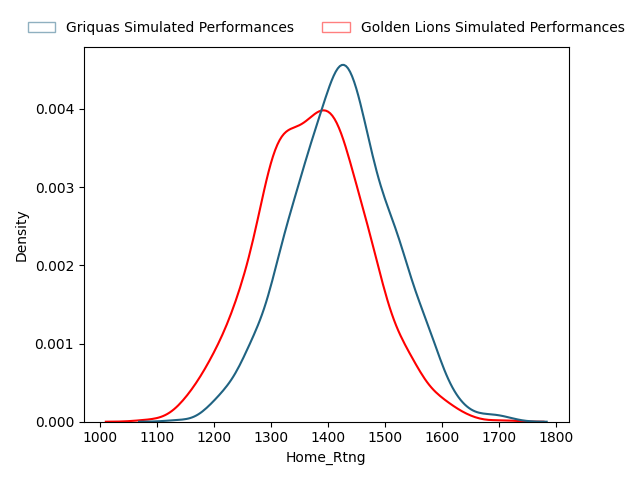 Griquas Simulated Performances Golden Lions Simulated Performances
0.004
0.003
0.002
0.001
0.000
Density
1000 1100 1200 1300 1400 1500 1600 1700 1800
Home_Rtng